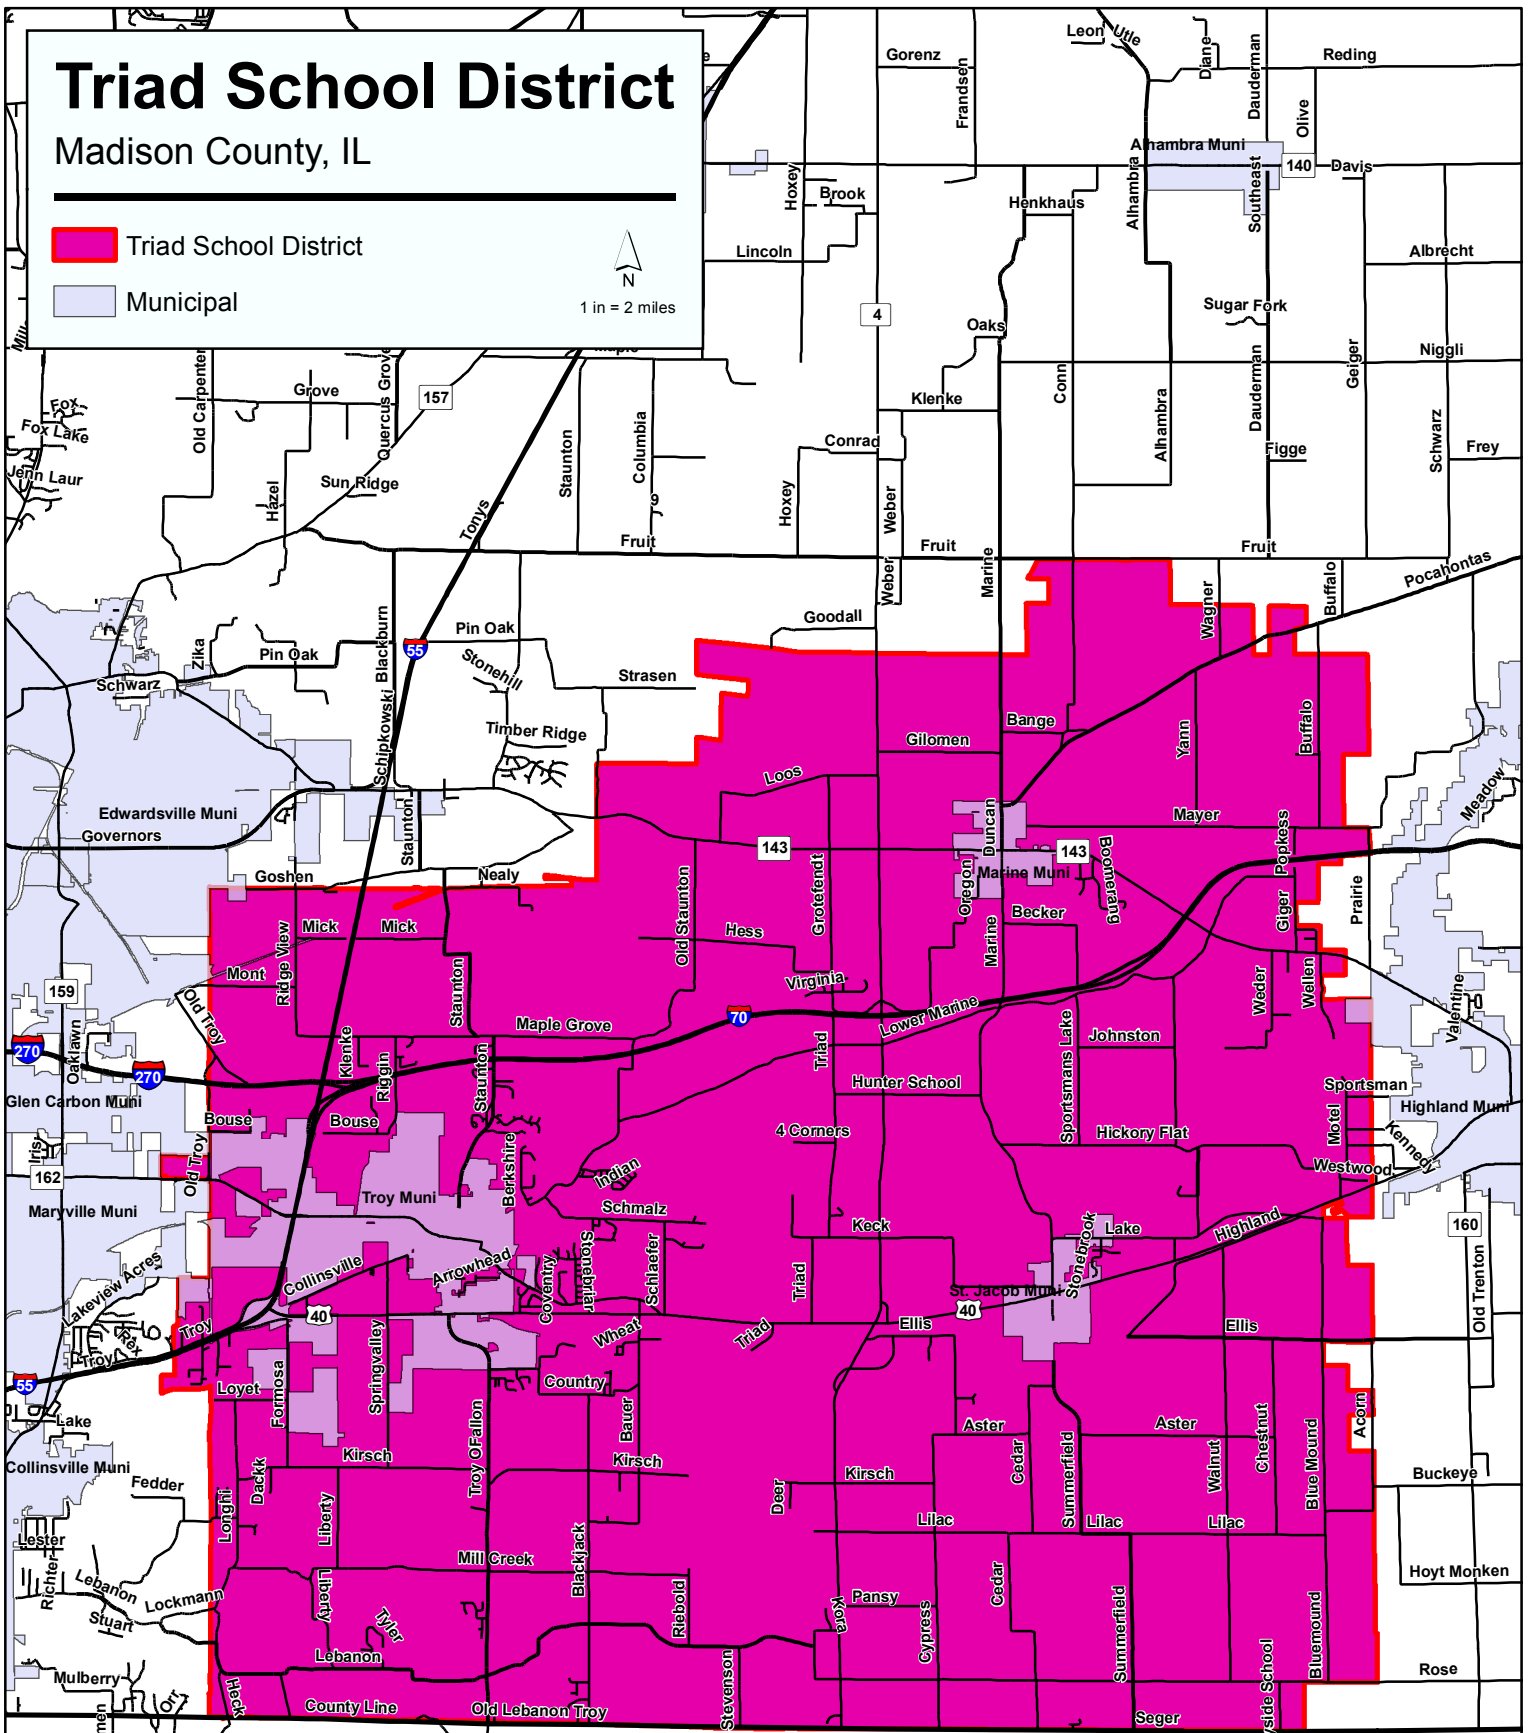 Triad School District
Madison County, IL
Triad School District
Municipal
N
1 in = 2 miles
Leon
Utle
Diane
Dauderman
Reding
Gorenz
Frandsen
Olive
Alhambra Muni
140
Davis
Hoxey
Brook
Henkhaus
Alhambra
Southeast
Lincoln
Albrecht
4
Sugar Fork
Oaks
Niggli
Geiger
Old Carpenter
Grove
Quercus Grove
157
Klenke
Conn
Alhambra
Dauderman
Schwarz
Fox
Fox Lake
Staunton
Columbia
Conrad
Figge
Frey
Jenn Laur
Sun Ridge
Hazel
Tonys
9
Hoxey
Weber
Fruit
Fruit
Fruit
Marine
Weber
Pocahontas
Buffalo
Wagner
Goodall
Zika
Pin Oak
Blackburn
55
Pin Oak
Stonehill
Strasen
Schwarz
Schipkowski
Timber Ridge
Bange
Gilomen
Yann
Buffalo
Loos
Meadow
Edwardsville Muni
Governors
Staunton
Duncan
Mayer
Popkess
143
143
Boomerang
Marine Muni
Goshen
Nealy
Grotefendt
Oregon
Old Staunton
Becker
Giger
Prairie
Mick
Mick
Hess
Ridge View
Marine
Mont
Virginia
Weder
Wellen
159
Old Troy
Staunton
Valentine
70
Lower Marine
Maple Grove
Sportsmans Lake
Johnston
270
Oaklawn
Klenke
Riggin
Triad
270
Staunton
Hunter School
Sportsman
Glen Carbon Muni
Highland Muni
Bouse
Bouse
4 Corners
Hickory Flat
Motel
Kennedy
Iris
Old Troy
Berkshire
Indian
Westwood
162
Troy Muni
Maryville Muni
Schmalz
Keck
Lake
Highland
160
Stonebrook
Lakeview Acres
Collinsville
Arrowhead
Coventry
Stonebriar
Schlaefer
Triad
St. Jacob Muni
Old Trenton
40
40
Rex
Troy
Troy
Wheat
Triad
Ellis
Ellis
55
Loyet
Formosa
Springvalley
Country
Lake
Troy OFallon
Bauer
Aster
Aster
Chestnut
Acorn
Collinsville Muni
Kirsch
Kirsch
Kirsch
Cedar
Summerfield
Walnut
Blue Mound
Buckeye
Fedder
Dackk
Longhi
Liberty
Deer
Lilac
Lilac
Lilac
Lester
Mill Creek
Blackjack
Hoyt Monken
Richter
Lebanon
Lockmann
Stuart
Liberty
Tyler
Riebold
Pansy
Kora
Cypress
Cedar
Summerfield
Bluemound
Lebanon
Mulberry
Rose
Orr
Heck
County Line
Old Lebanon Troy
Stevenson
Seger